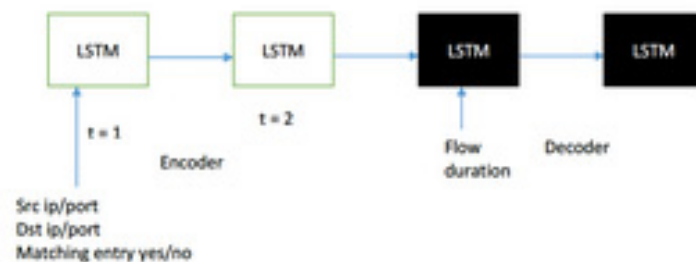 LSTM
LSTM
LSTM
LSTM
t = 1
t = 2
Encoder
Flow
duration
Decoder
Src ip/port
Dst ip/port
Matching entry yes/no